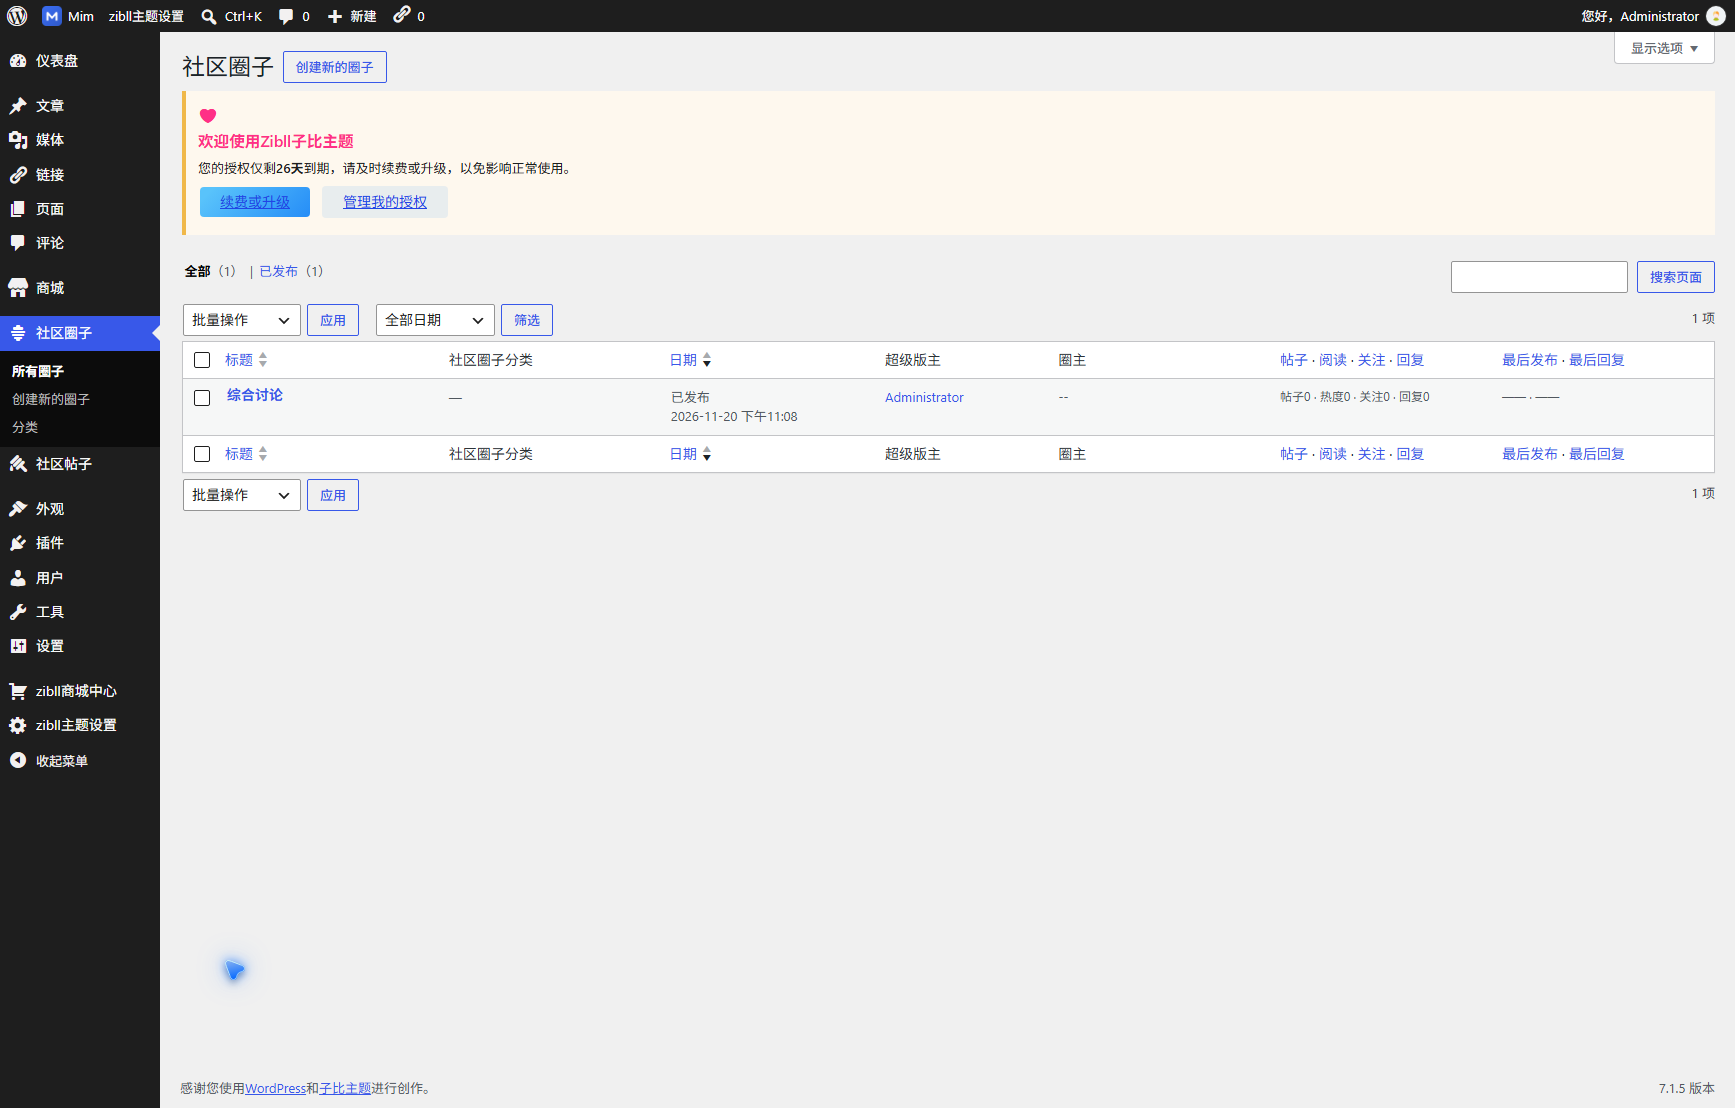 Mim zibll主题设置 Ctrl+K 0 新建 0 您好，Administrator
显示选项
仪表盘
文章
媒体
链接
页面
评论
商城
社区圈子
所有圈子
创建新的圈子
分类
社区帖子
外观
插件
用户
工具
设置
zibll商城中心
zibll主题设置
收起菜单
社区圈子 创建新的圈子
欢迎使用Zibll子比主题
您的授权仅剩26天到期，请及时续费或升级，以免影响正常使用。
续费或升级 管理我的授权
全部（1） | 已发布（1）
搜索页面
批量操作 应用 全部日期 筛选 1 项
标题 社区圈子分类 日期 超级版主 圈主 帖子 · 阅读 · 关注 · 回复 最后发布 · 最后回复
综合讨论 — 已发布 Administrator -- 帖子0 · 热度0 · 关注0 · 回复0 —— · ——
2026-11-20 下午11:08
标题 社区圈子分类 日期 超级版主 圈主 帖子 · 阅读 · 关注 · 回复 最后发布 · 最后回复
批量操作 应用 1 项
感谢您使用WordPress和子比主题进行创作。 7.1.5 版本